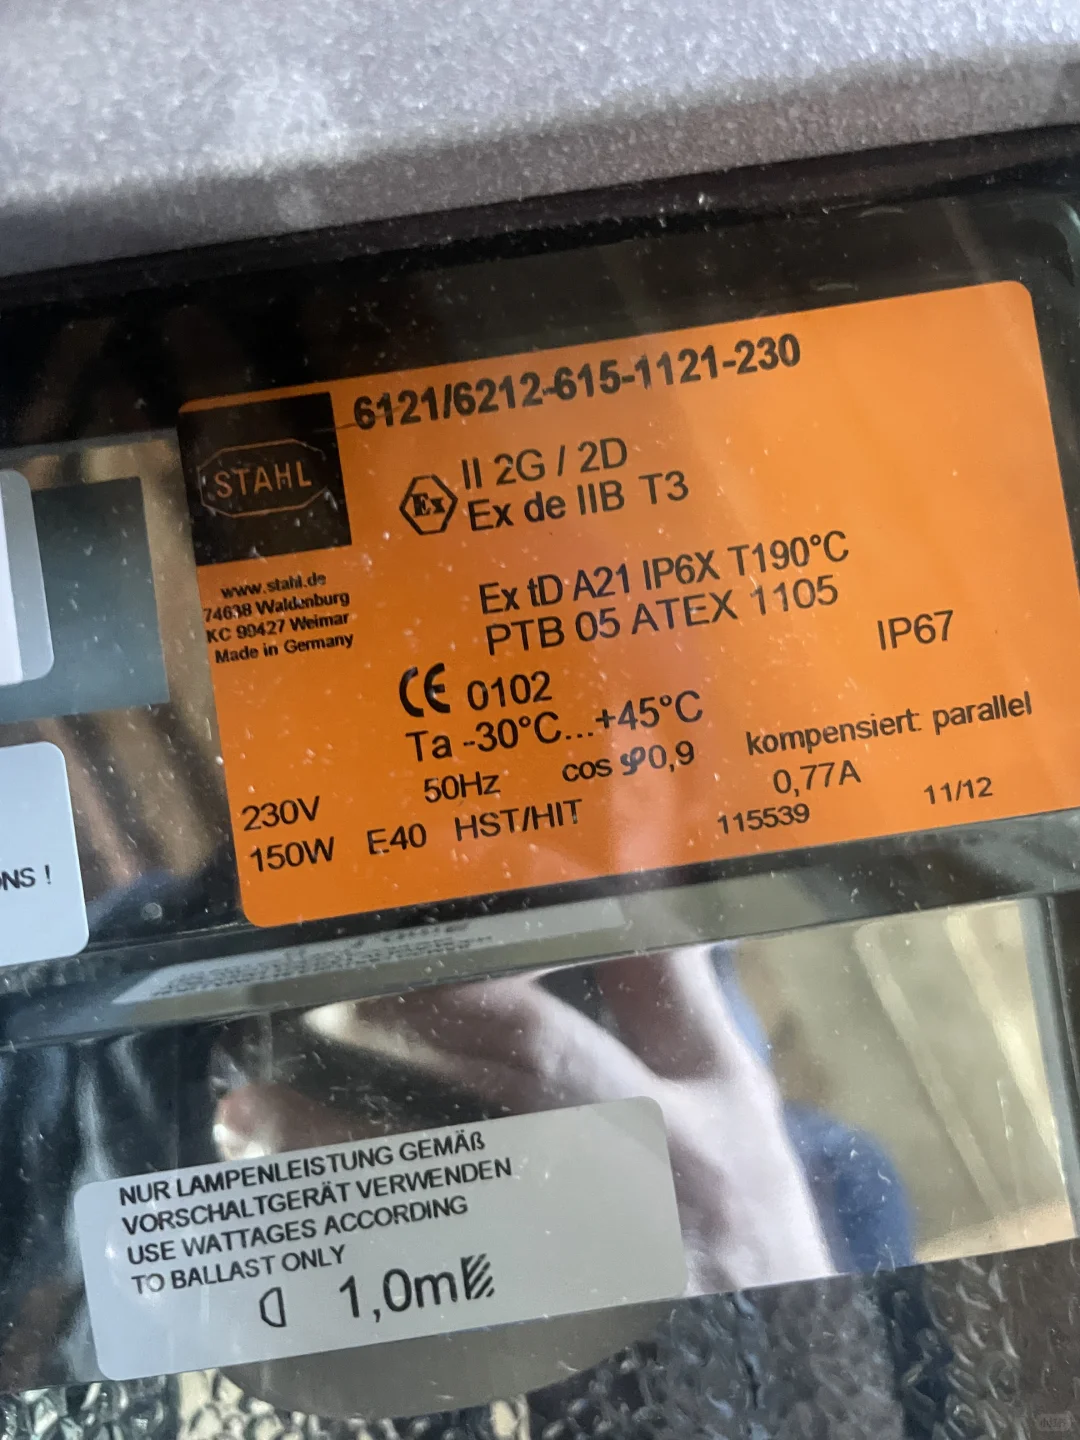 6121/6212-615-1121-230
STAHL
II 2G / 2D
Ex
Ex de IIB T3
www.stahl.de
74638 Waldenburg
KC 99427 Weimar
Made in Germany
Ex tD A21 IP6X T190°C
PTB 05 ATEX 1105
IP67
CE 0102
Ta -30°C...+45°C
kompensiert: parallel
230V 50Hz cos φ0,9 0,77A
150W E40 HST/HIT 115539 11/12
ONS !
NUR LAMPENLEISTUNG GEMÄß
VORSCHALTGERÄT VERWENDEN
USE WATTAGES ACCORDING
TO BALLAST ONLY
1,0m